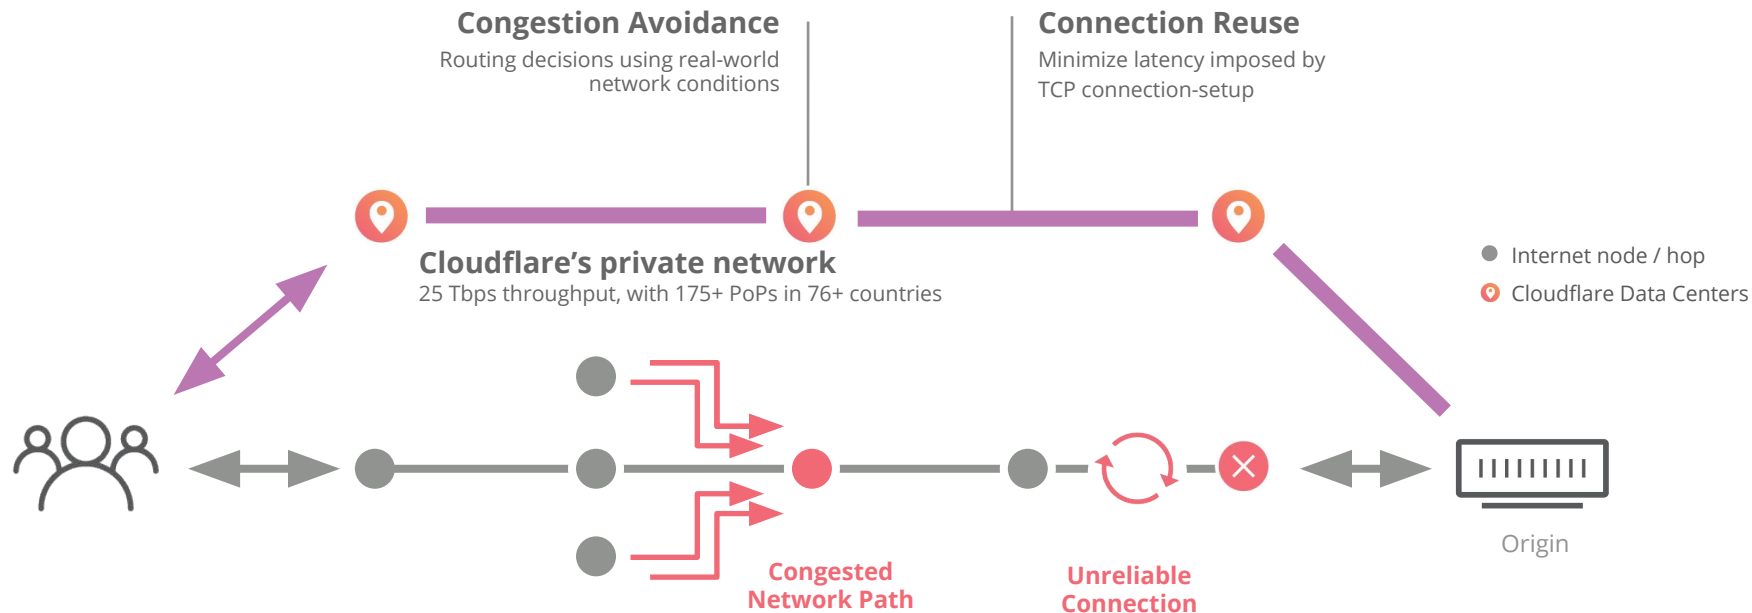 Congestion Avoidance
Routing decisions using real-world
network conditions
Connection Reuse
Minimize latency imposed by
TCP connection-setup
Cloudflare’s private network
25 Tbps throughput, with 175+ PoPs in 76+ countries
Internet node / hop
Cloudflare Data Centers
Congested
Network Path
Unreliable
Connection
Origin